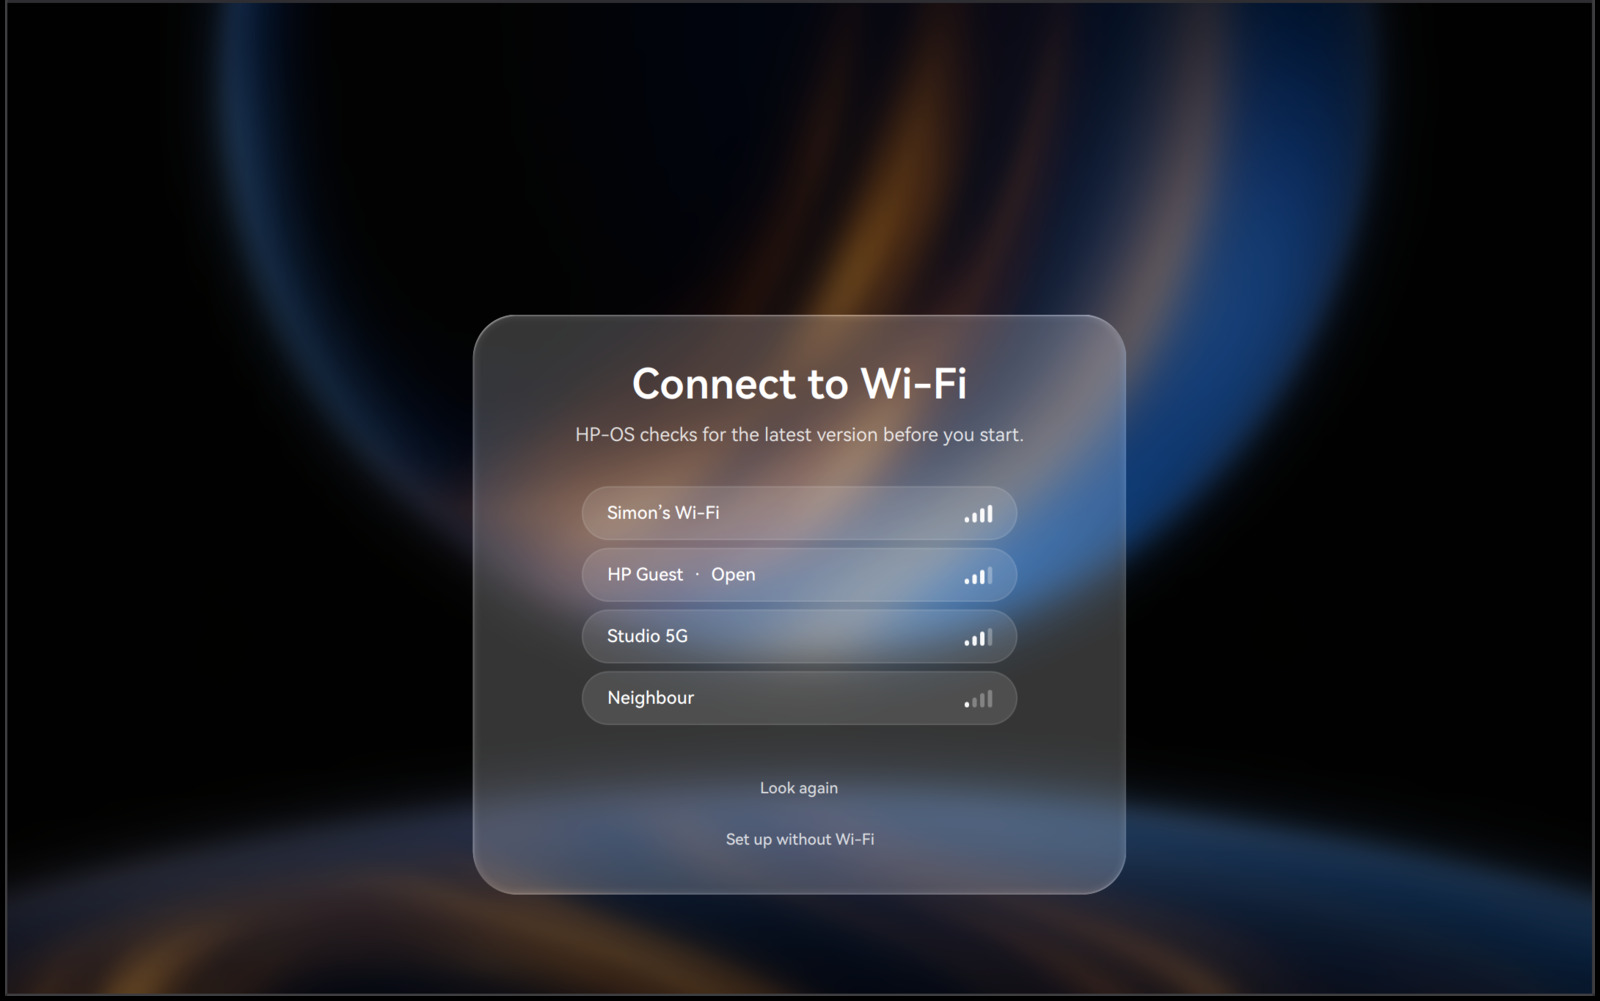 Connect to Wi-Fi
HP-OS checks for the latest version before you start.
Simon’s Wi-Fi
HP Guest · Open
Studio 5G
Neighbour
Look again
Set up without Wi-Fi